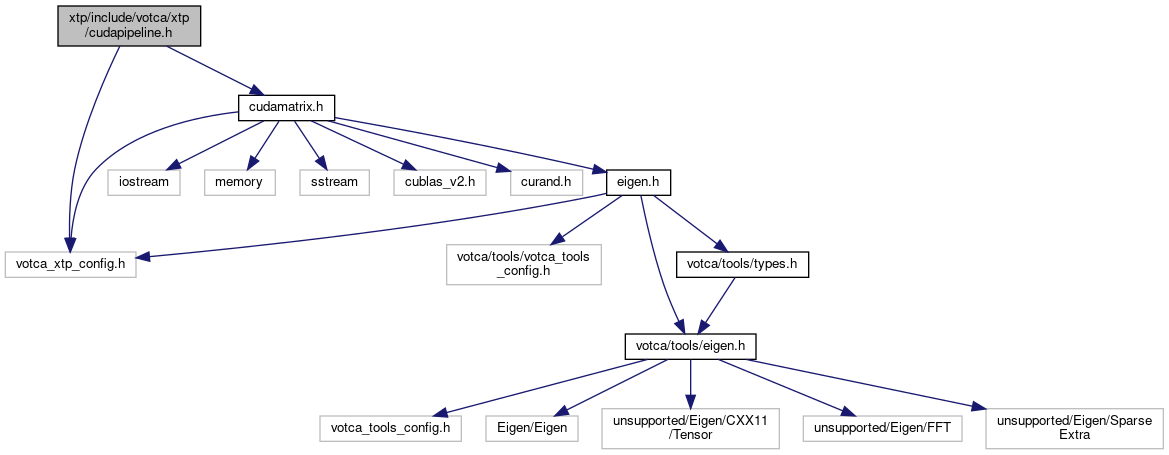 xtp/include/votca/xtp
/cudapipeline.h
cudamatrix.h
iostream
memory
sstream
cublas_v2.h
curand.h
eigen.h
votca_xtp_config.h
votca/tools/votca_tools
_config.h
votca/tools/types.h
votca/tools/eigen.h
votca_tools_config.h
Eigen/Eigen
unsupported/Eigen/CXX11
/Tensor
unsupported/Eigen/FFT
unsupported/Eigen/Sparse
Extra